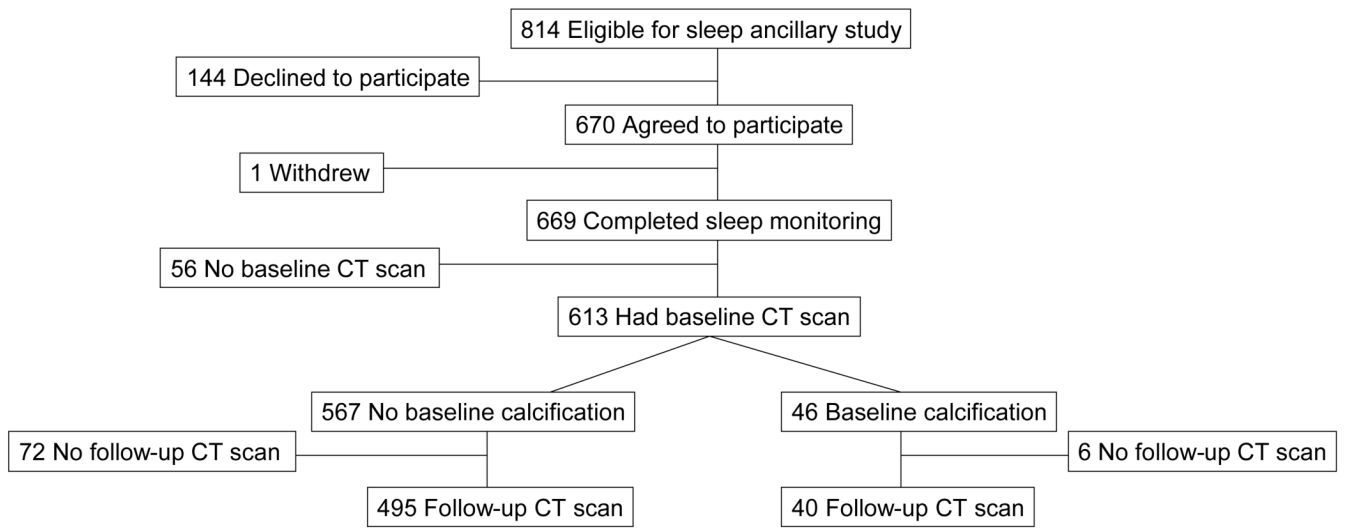 814 Eligible for sleep ancillary study
144 Declined to participate
670 Agreed to participate
1 Withdrew
669 Completed sleep monitoring
56 No baseline CT scan
613 Had baseline CT scan
567 No baseline calcification
46 Baseline calcification
72 No follow-up CT scan
6 No follow-up CT scan
495 Follow-up CT scan
40 Follow-up CT scan